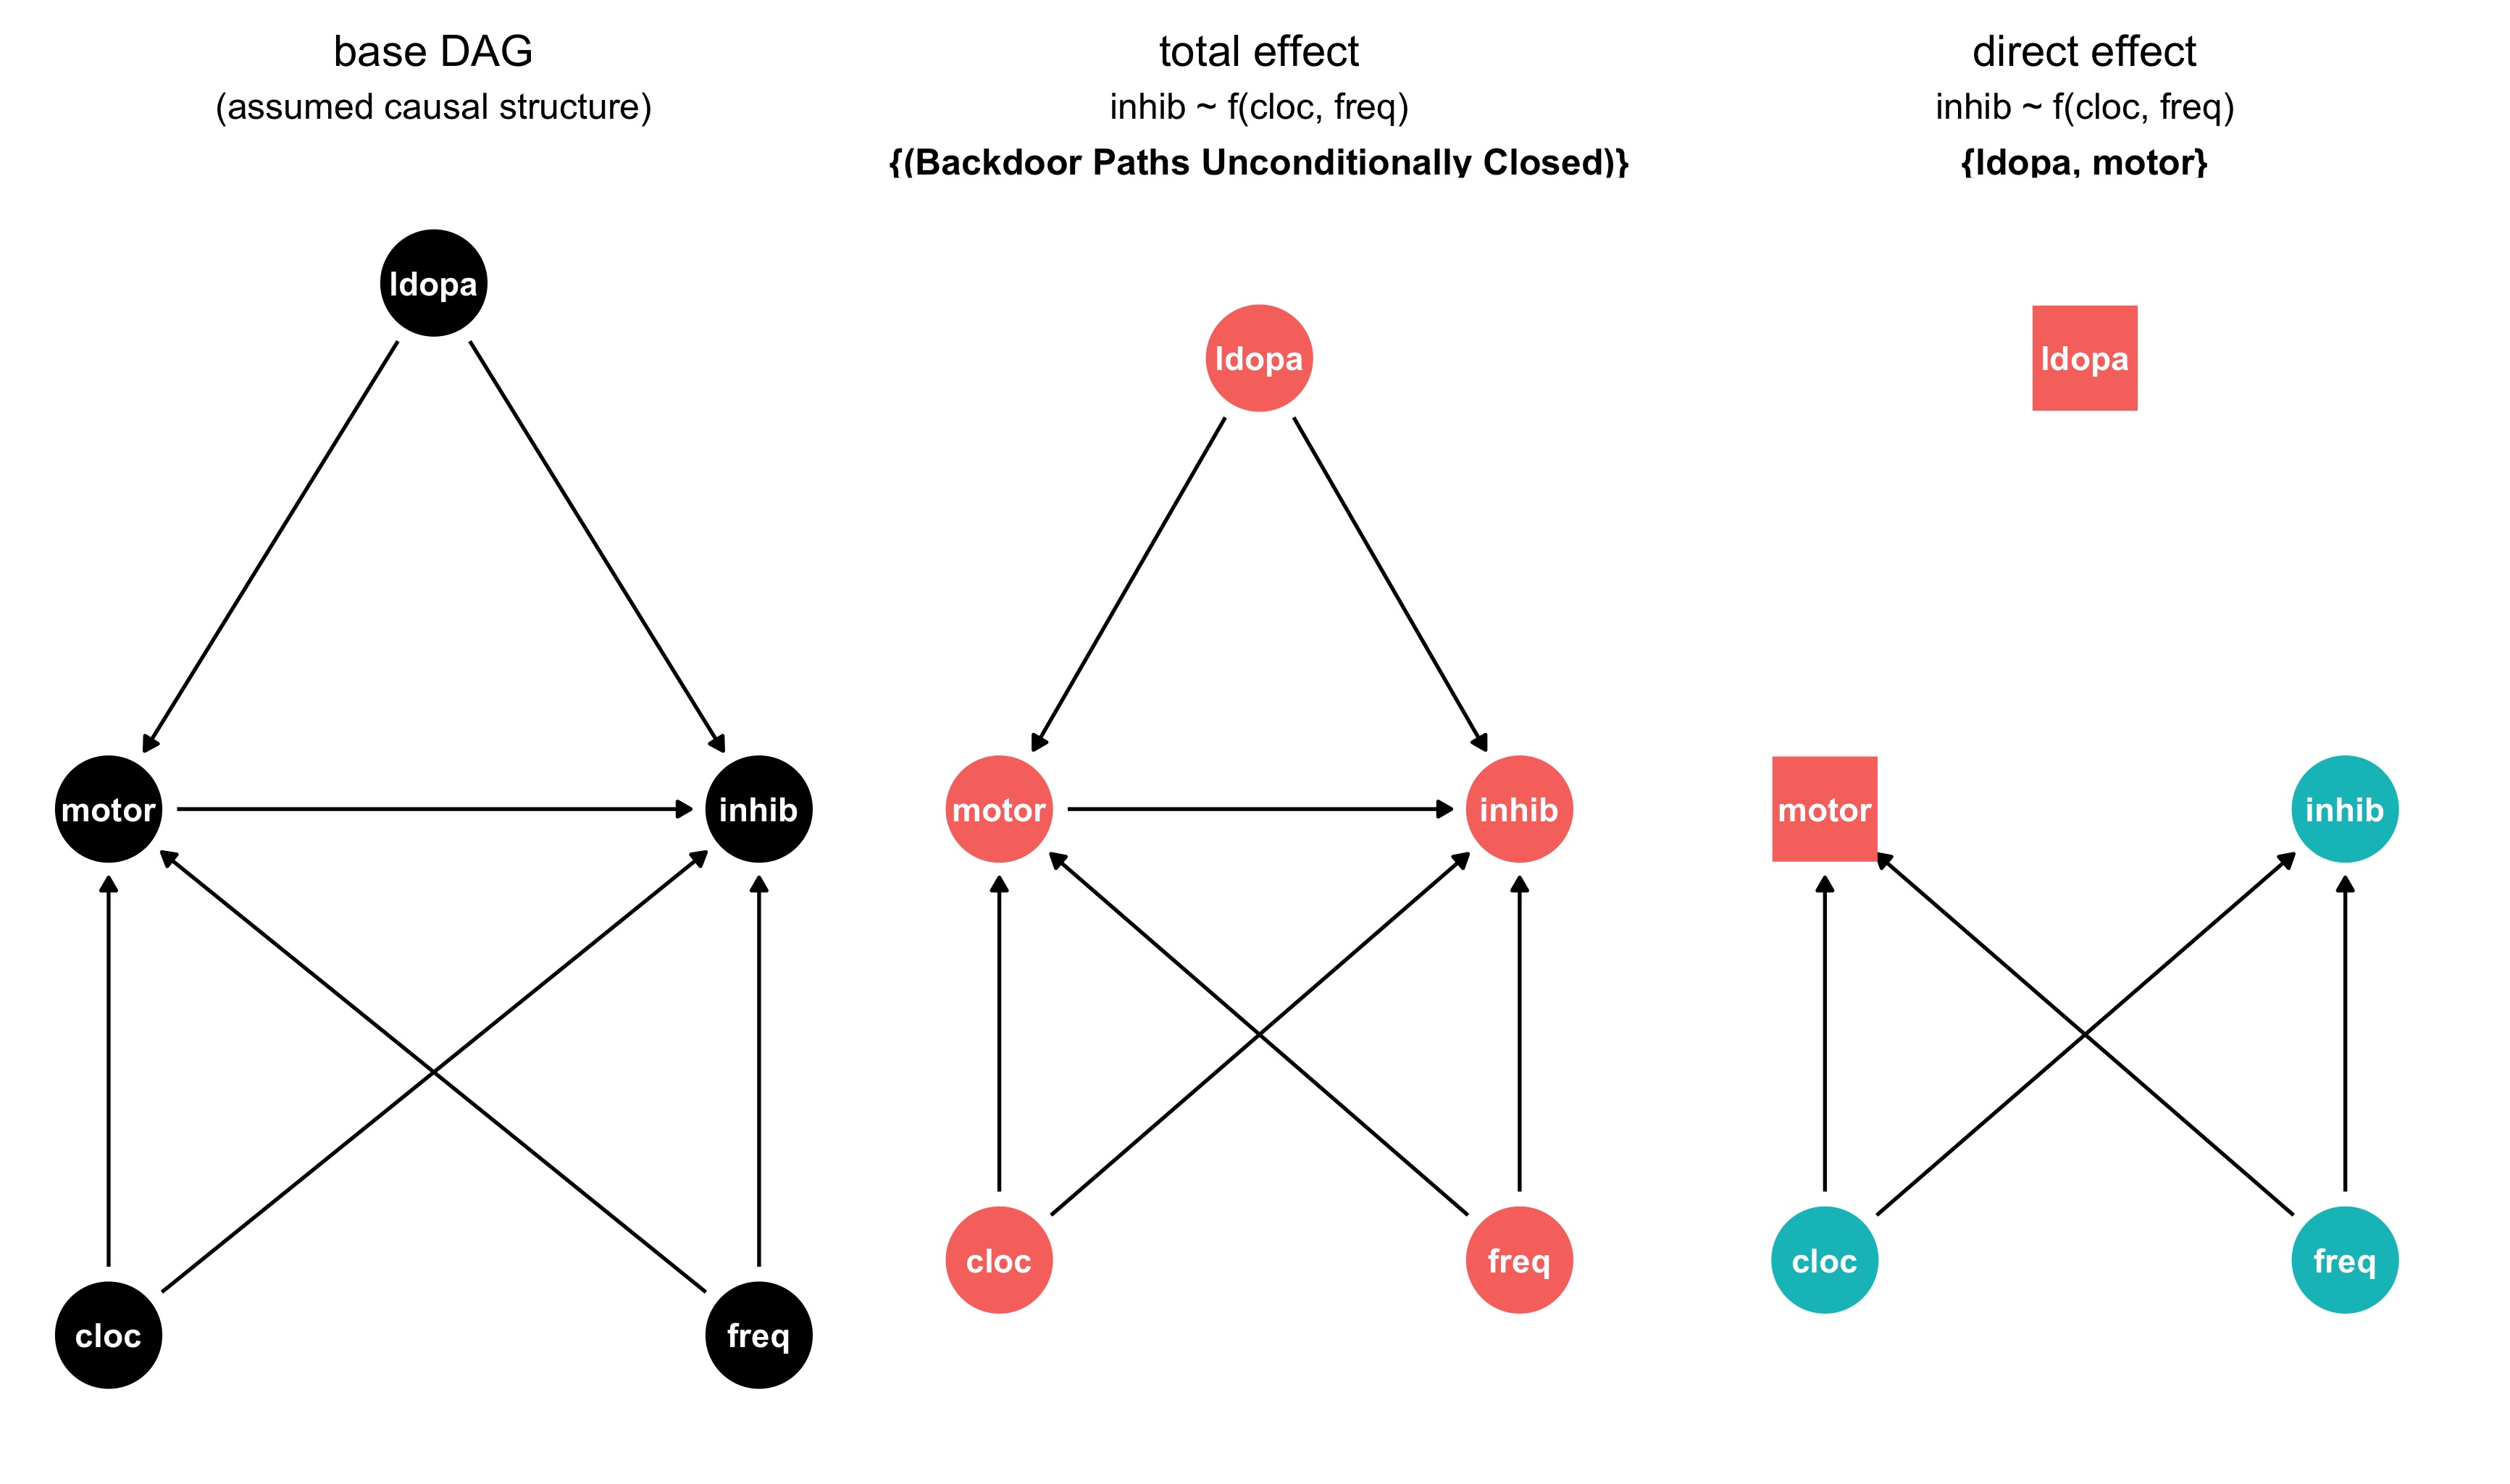 base DAG
(assumed causal structure)
ldopa
motor
inhib
cloc
freq
total effect
inhib ~ f(cloc, freq)
{(Backdoor Paths Unconditionally Closed)}
ldopa
motor
inhib
cloc
freq
direct effect
inhib ~ f(cloc, freq)
{ldopa, motor}
ldopa
motor
inhib
cloc
freq